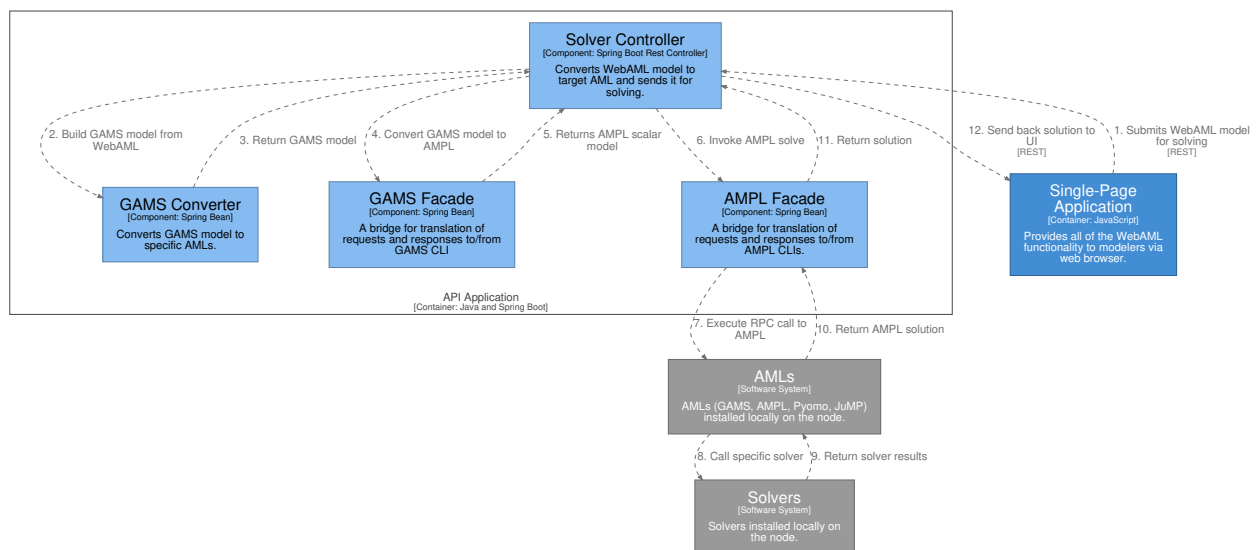 Solver Controller
[Component: Spring Boot Rest Controller]
Converts WebAML model to
target AML and sends it for
solving.
2. Build GAMS model from
WebAML
3. Return GAMS model
4. Convert GAMS model to
AMPL
5. Returns AMPL scalar
model
6. Invoke AMPL solve
11. Return solution
12. Send back solution to
UI
[REST]
1. Submits WebAML model
for solving
[REST]
GAMS Converter
[Component: Spring Bean]
Converts GAMS model to
specific AMLs.
GAMS Facade
[Component: Spring Bean]
A bridge for translation of
requests and responses to/from
GAMS CLI
AMPL Facade
[Component: Spring Bean]
A bridge for translation of
requests and responses to/from
AMPL CLIs.
Single-Page
Application
[Container: JavaScript]
Provides all of the WebAML
functionality to modelers via
web browser.
API Application
[Container: Java and Spring Boot]
7. Execute RPC call to
AMPL
10. Return AMPL solution
AMLs
[Software System]
AMLs (GAMS, AMPL, Pyomo, JuMP)
installed locally on the node.
8. Call specific solver
9. Return solver results
Solvers
[Software System]
Solvers installed locally on
the node.